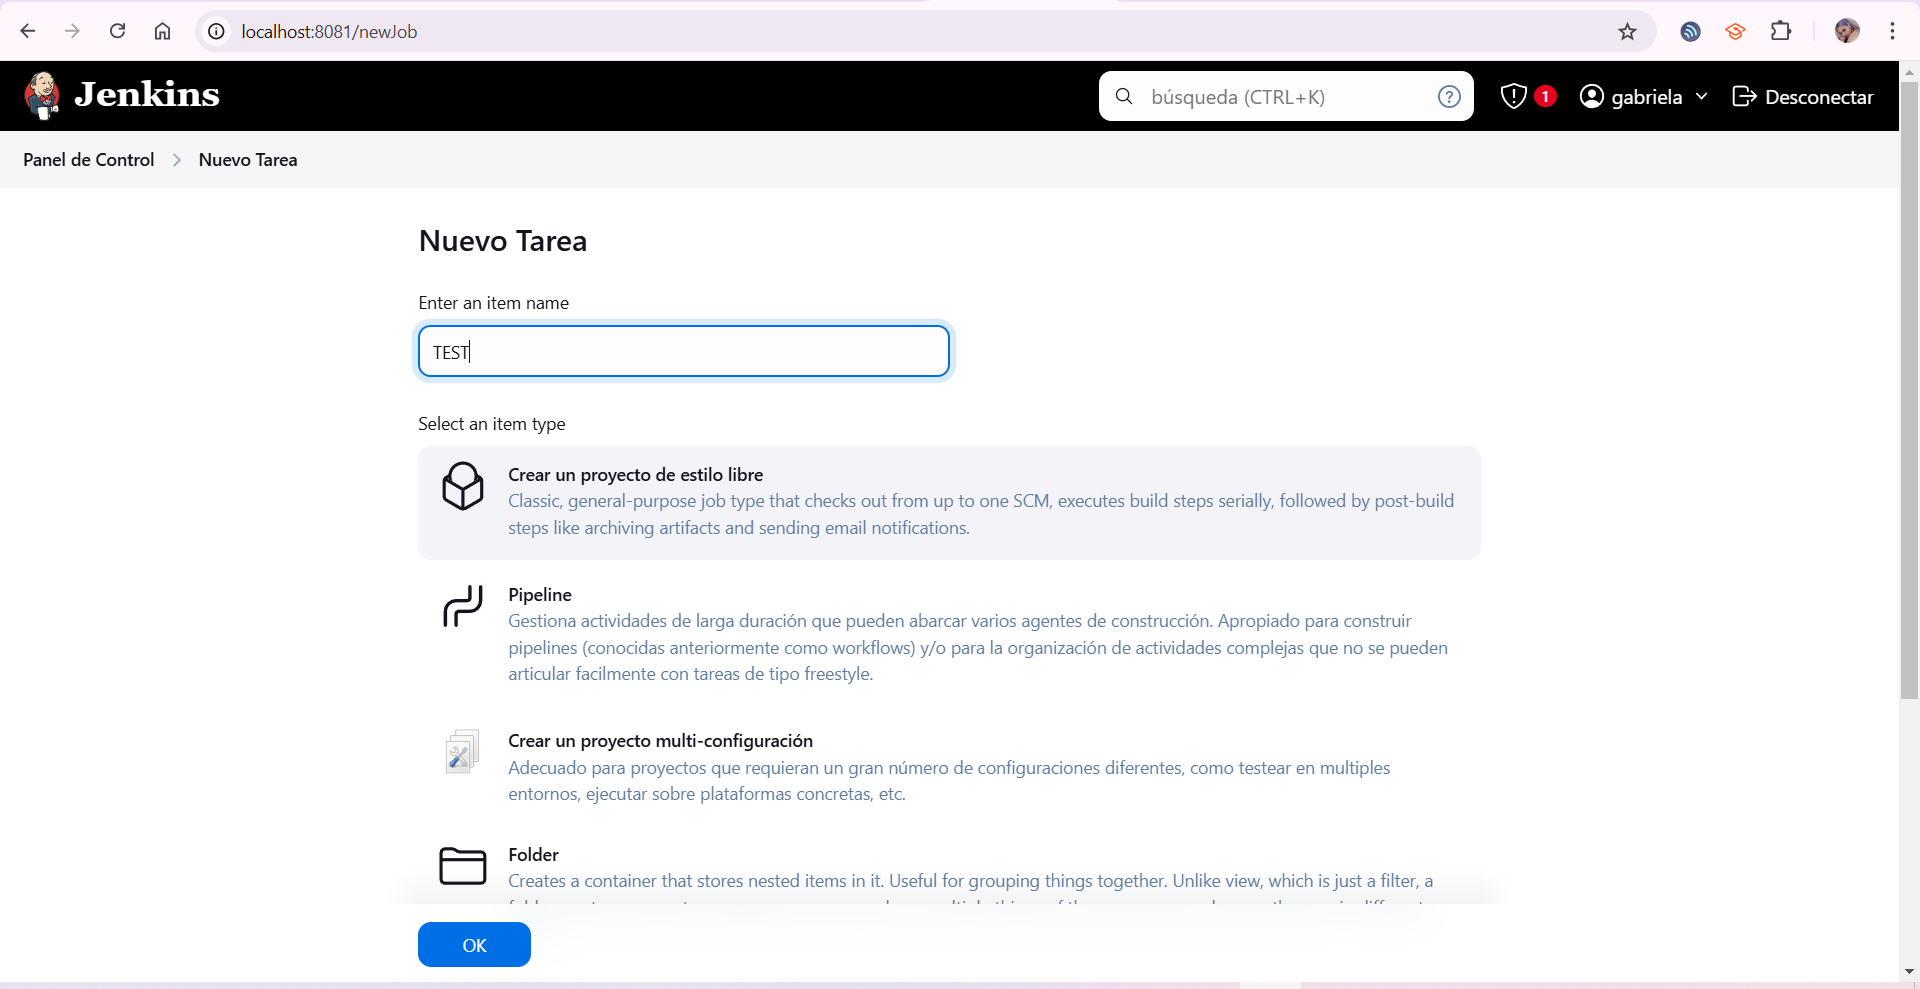 localhost:8081/newJob
Jenkins
búsqueda (CTRL+K)
1
gabriela
Desconectar
Panel de Control
Nuevo Tarea
Nuevo Tarea
Enter an item name
TEST
Select an item type
Crear un proyecto de estilo libre
Classic, general-purpose job type that checks out from up to one SCM, executes build steps serially, followed by post-build
steps like archiving artifacts and sending email notifications.
Pipeline
Gestiona actividades de larga duración que pueden abarcar varios agentes de construcción. Apropiado para construir
pipelines (conocidas anteriormente como workflows) y/o para la organización de actividades complejas que no se pueden
articular facilmente con tareas de tipo freestyle.
Crear un proyecto multi-configuración
Adecuado para proyectos que requieran un gran número de configuraciones diferentes, como testear en multiples
entornos, ejecutar sobre plataformas concretas, etc.
Folder
Creates a container that stores nested items in it. Useful for grouping things together. Unlike view, which is just a filter, a
OK